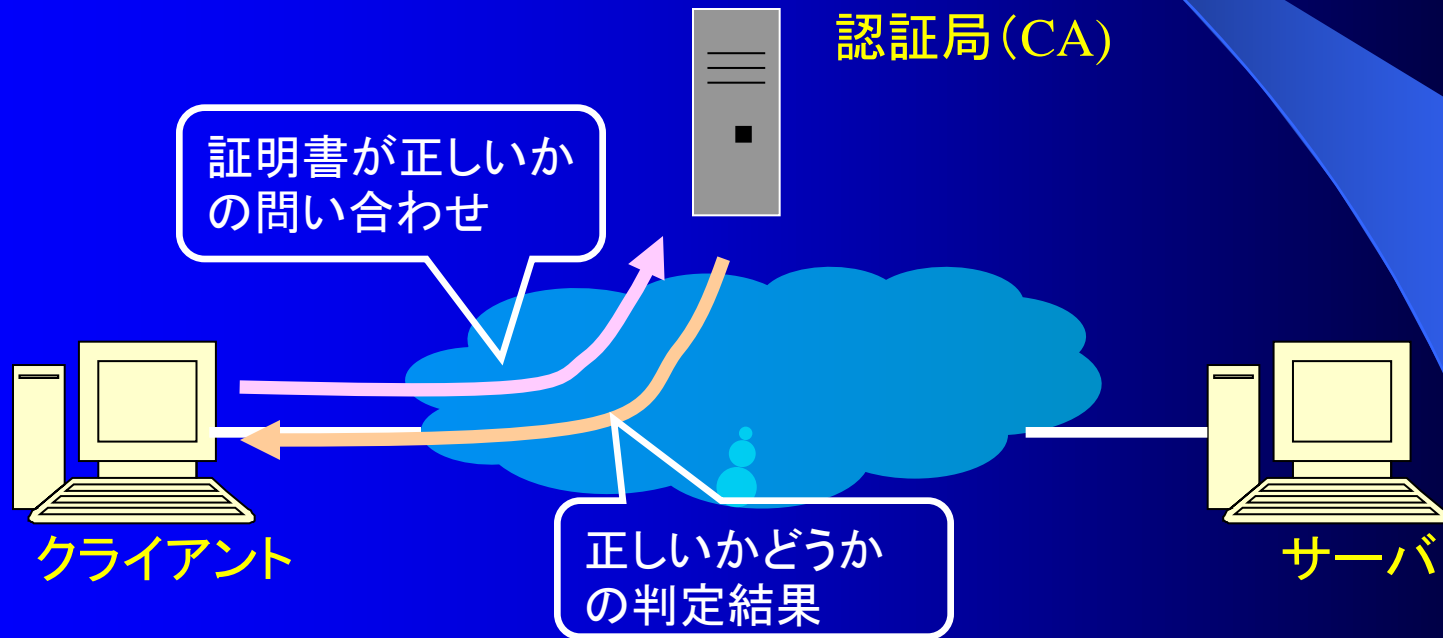 認証局(CA)
証明書が正しいか
の問い合わせ
クライアント
正しいかどうか
の判定結果
サーバ